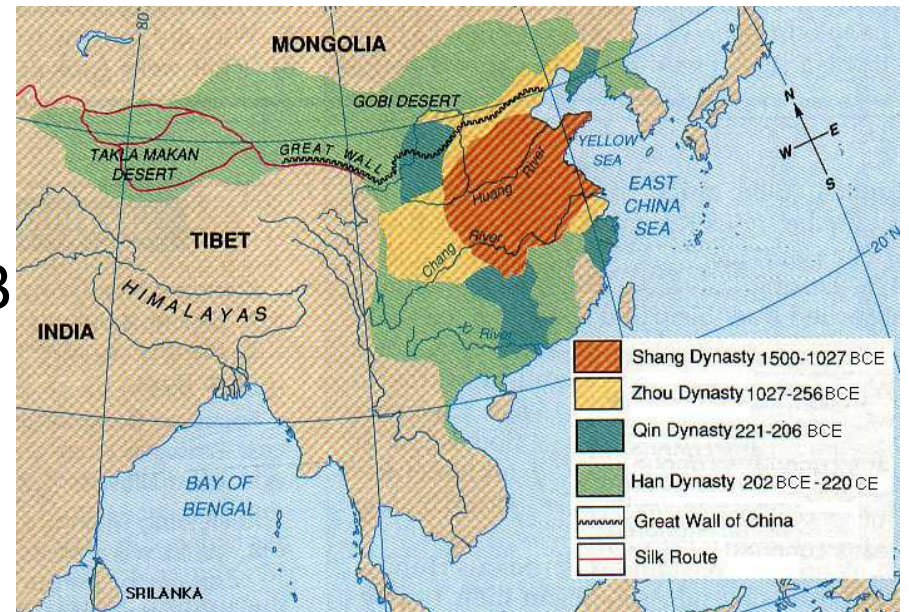 80°
MONGOLIA
GOBI DESERT
GREAT WALL
TAKLA MAKAN
DESERT
TIBET
HIMALAYAS
INDIA
B
Huang River
Chang River
River
YELLOW
SEA
EAST
CHINA
SEA
N
W E
S
20°N
BAY OF
BENGAL
SRILANKA
Shang Dynasty 1500-1027 BCE
Zhou Dynasty 1027-256 BCE
Qin Dynasty 221-206 BCE
Han Dynasty 202 BCE - 220 CE
Great Wall of China
Silk Route